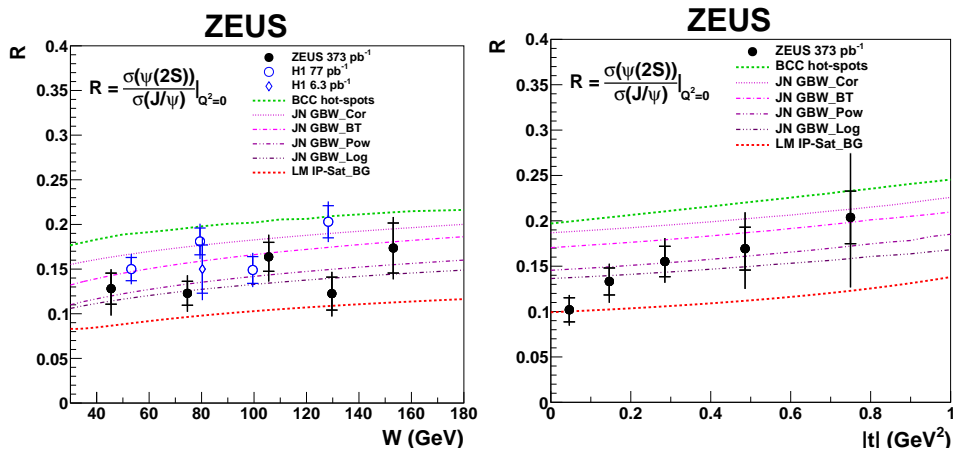 ZEUS
R
0.4
0.35
0.3
0.25
0.2
0.15
0.1
0.05
0
R = σ(ψ(2S)) / σ(J/ψ) |Q²=0
ZEUS 373 pb⁻¹
H1 77 pb⁻¹
H1 6.3 pb⁻¹
BCC hot-spots
JN GBW_Cor
JN GBW_BT
JN GBW_Pow
JN GBW_Log
LM IP-Sat_BG
40 60 80 100 120 140 160 180
W (GeV)
ZEUS
R
0.4
0.35
0.3
0.25
0.2
0.15
0.1
0.05
0
R = σ(ψ(2S)) / σ(J/ψ) |Q²=0
ZEUS 373 pb⁻¹
BCC hot-spots
JN GBW_Cor
JN GBW_BT
JN GBW_Pow
JN GBW_Log
LM IP-Sat_BG
0 0.2 0.4 0.6 0.8 1
|t| (GeV²)